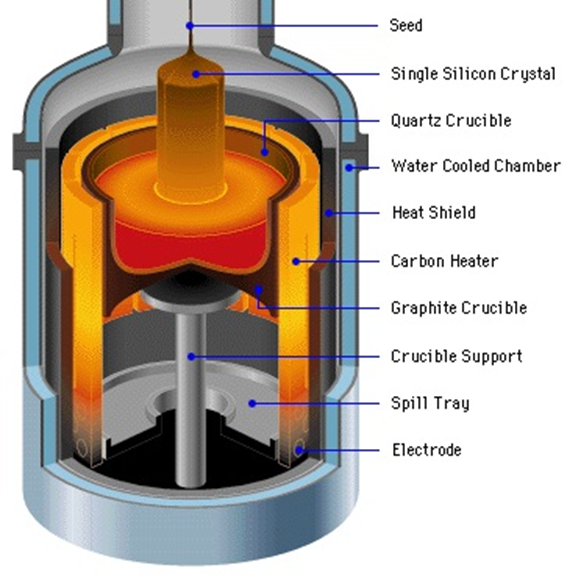 Seed
Single Silicon Crystal
Quartz Crucible
Water Cooled Chamber
Heat Shield
Carbon Heater
Graphite Crucible
Crucible Support
Spill Tray
Electrode